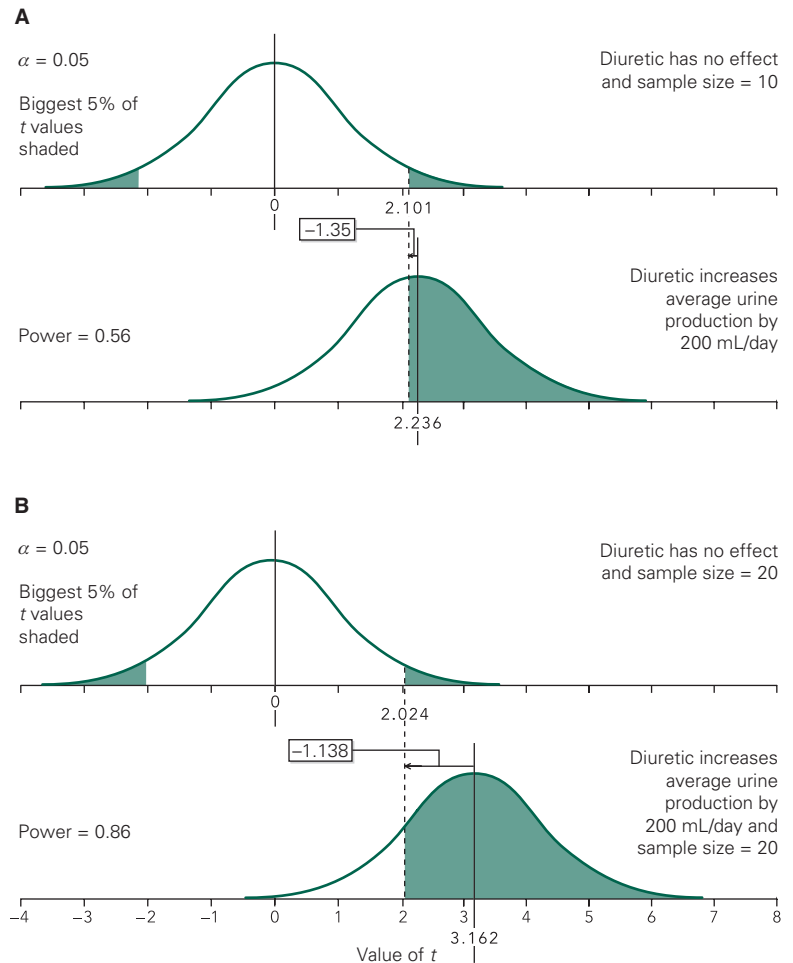 A
α = 0.05
Biggest 5% of
t values
shaded
Diuretic has no effect
and sample size = 10
0
2.101
–1.35
Power = 0.56
Diuretic increases
average urine
production by
200 mL/day
2.236
B
α = 0.05
Biggest 5% of
t values
shaded
Diuretic has no effect
and sample size = 20
0
2.024
–1.138
Power = 0.86
Diuretic increases
average urine
production by
200 mL/day and
sample size = 20
–4 –3 –2 –1 0 1 2 3 4 5 6 7 8
3.162
Value of t